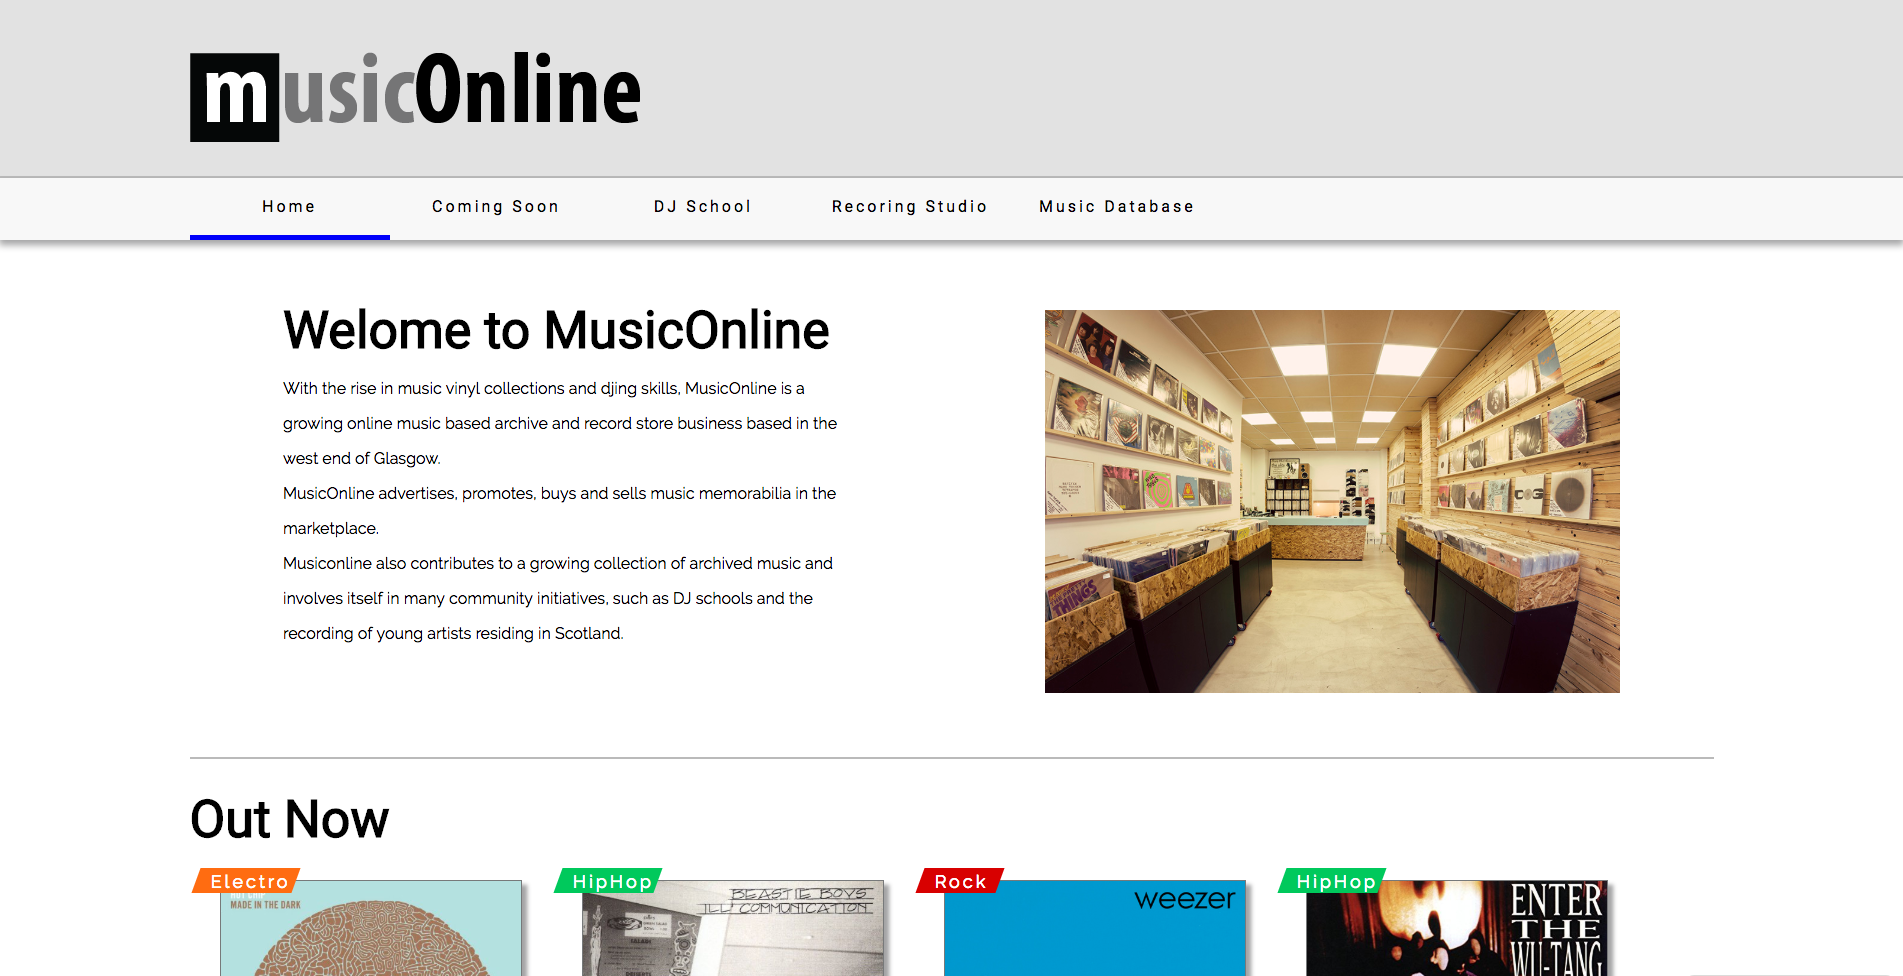 musicOnline
Home
Coming Soon
DJ School
Recoring Studio
Music Database
Welome to MusicOnline
With the rise in music vinyl collections and djing skills, MusicOnline is a
growing online music based archive and record store business based in the
west end of Glasgow.
MusicOnline advertises, promotes, buys and sells music memorabilia in the
marketplace.
Musiconline also contributes to a growing collection of archived music and
involves itself in many community initiatives, such as DJ schools and the
recording of young artists residing in Scotland.
THINGS
Out Now
Electro
MADE IN THE DARK
HipHop
BEASTIE BOYS
ILL COMMUNICATION
Rock
weezer
HipHop
ENTER
THE
WU-TANG